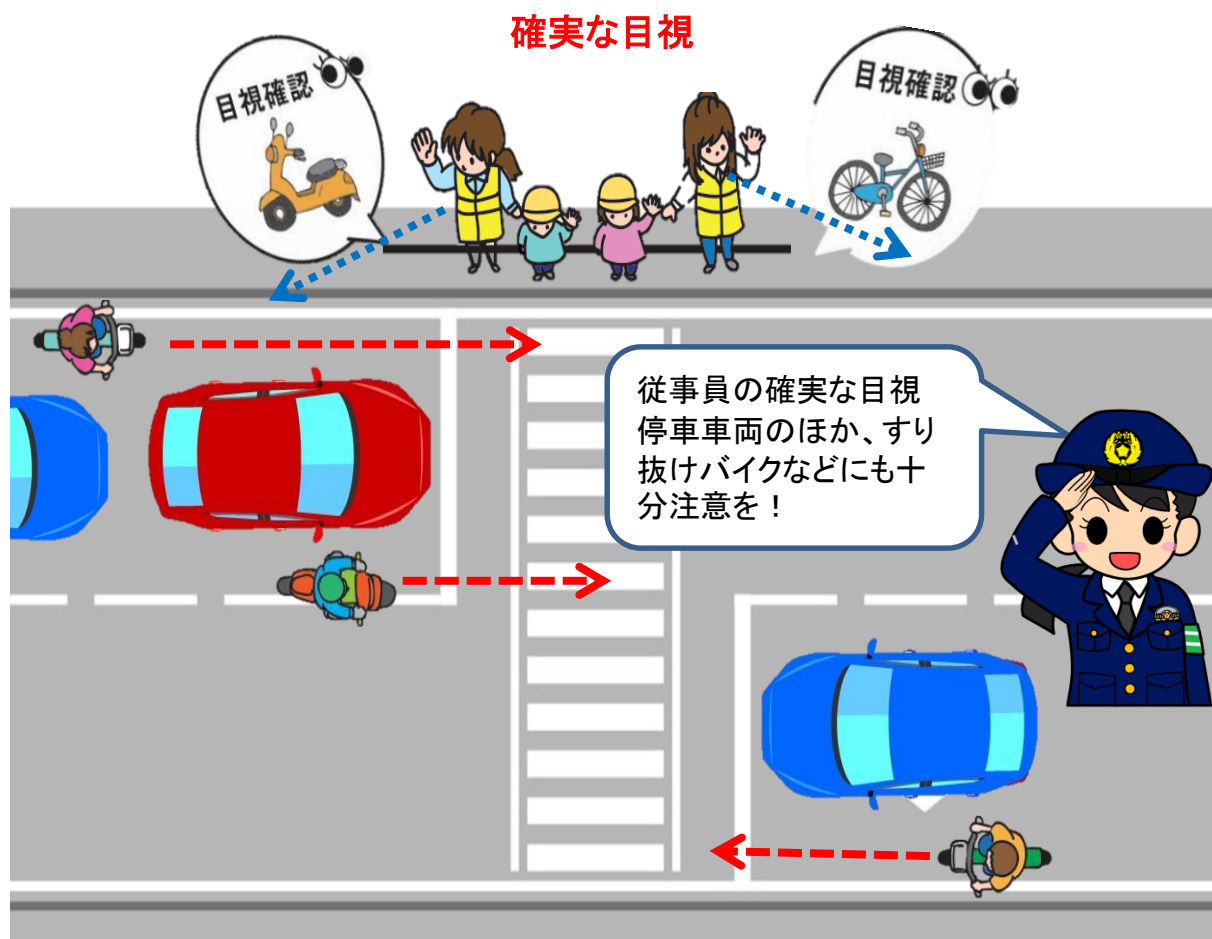 確実な目視
目視確認
目視確認
従事員の確実な目視
停車車両のほか、すり
抜けバイクなどにも十
分注意を！